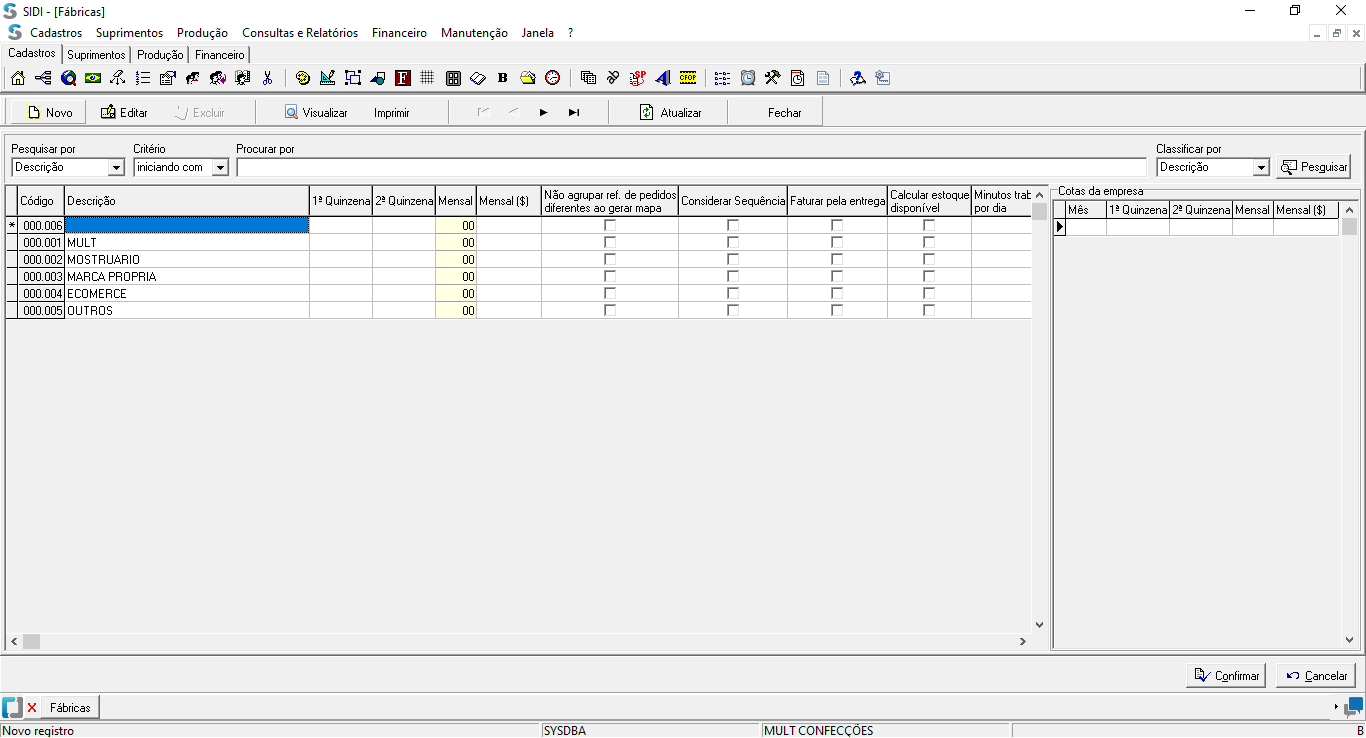 SIDI - [Fábricas]
Cadastros Suprimentos Produção Consultas e Relatórios Financeiro Manutenção Janela ?
Cadastros Suprimentos Produção Financeiro
F B SP CFOP
Novo Editar Excluir Visualizar Imprimir Atualizar Fechar
Pesquisar por Critério Procurar por Classificar por
Descrição iniciando com Descrição Pesquisar
Cotas da empresa
Código Descrição 1ª Quinzena 2ª Quinzena Mensal Mensal ($) Não agrupar ref. de pedidos diferentes ao gerar mapa Considerar Sequência Faturar pela entrega Calcular estoque disponível Minutos trab por dia
Mês 1ª Quinzena 2ª Quinzena Mensal Mensal ($)
* 000.006 00
000.001 MULT 00
000.002 MOSTRUARIO 00
000.003 MARCA PROPRIA 00
000.004 ECOMERCE 00
000.005 OUTROS 00
Confirmar Cancelar
Fábricas
Novo registro SYSDBA MULT CONFECÇÕES B